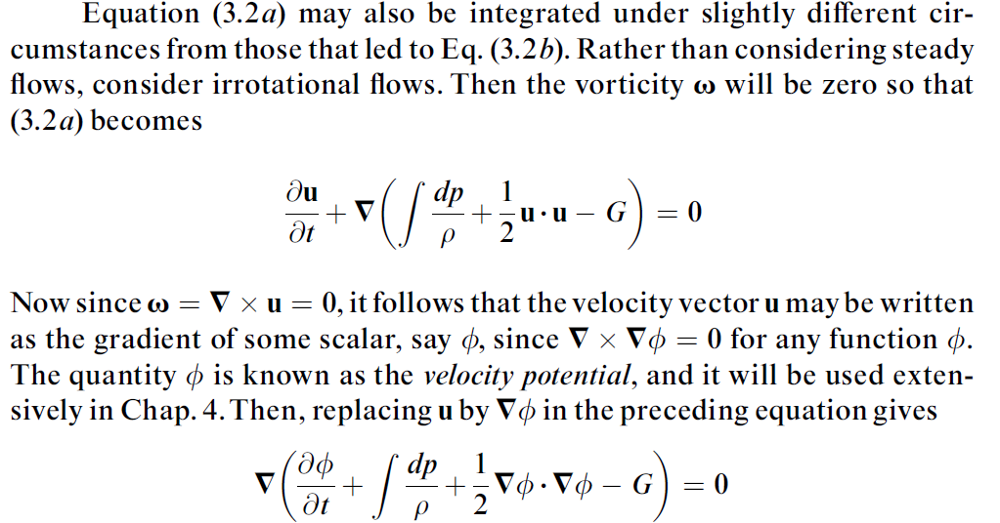 Equation (3.2a) may also be integrated under slightly different cir-
cumstances from those that led to Eq. (3.2b). Rather than considering steady
flows, consider irrotational flows. Then the vorticity ω will be zero so that
(3.2a) becomes
∂u/∂t + ∇(∫ dp/ρ + 1/2 u·u − G) = 0
Now since ω = ∇ × u = 0, it follows that the velocity vector u may be written
as the gradient of some scalar, say ϕ, since ∇ × ∇ϕ = 0 for any function ϕ.
The quantity ϕ is known as the velocity potential, and it will be used exten-
sively in Chap. 4. Then, replacing u by ∇ϕ in the preceding equation gives
∇(∂ϕ/∂t + ∫ dp/ρ + 1/2 ∇ϕ·∇ϕ − G) = 0